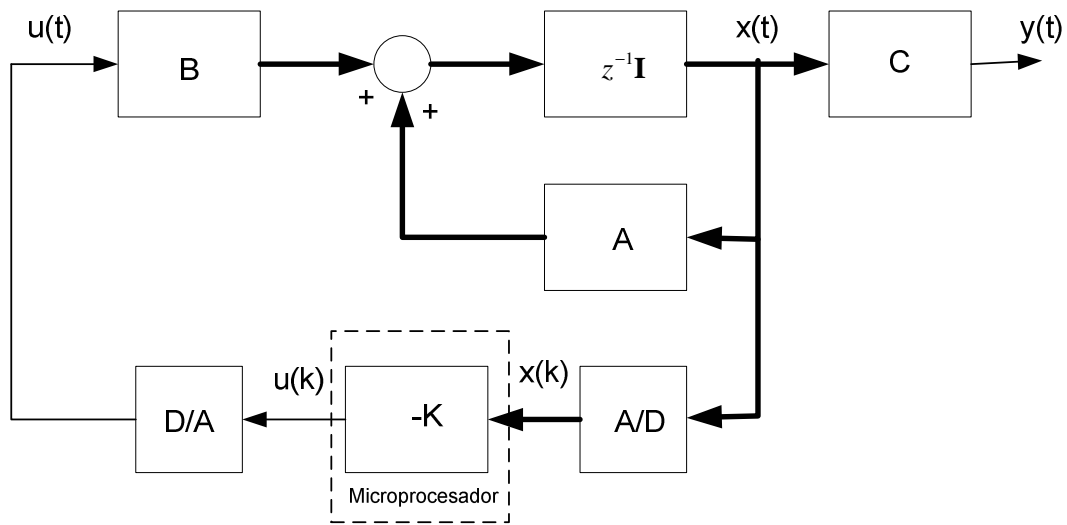 u(t)
B
+
+
z⁻¹I
x(t)
C
y(t)
A
D/A
u(k)
-K
x(k)
A/D
Microprocesador